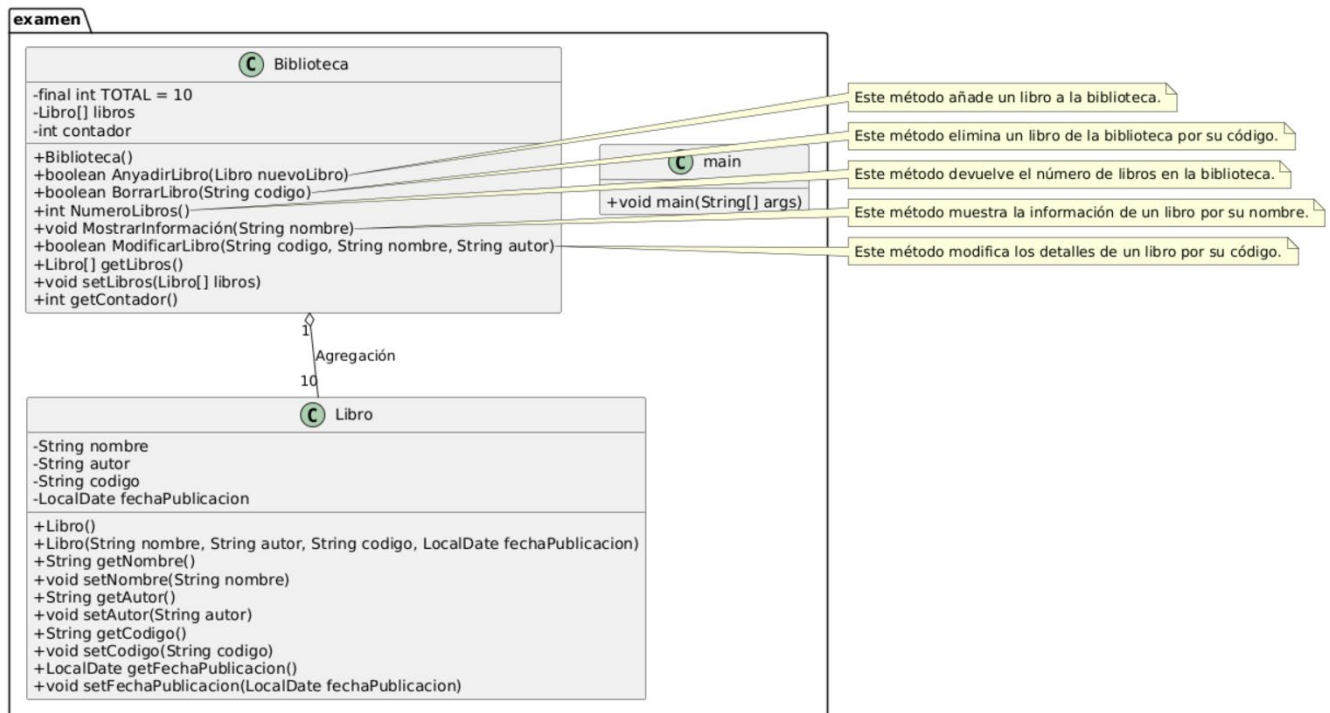 examen
C Biblioteca
-final int TOTAL = 10
-Libro[] libros
-int contador
+Biblioteca()
+boolean AnyadirLibro(Libro nuevoLibro)
+boolean BorrarLibro(String codigo)
+int NumeroLibros()
+void MostrarInformación(String nombre)
+boolean ModificarLibro(String codigo, String nombre, String autor)
+Libro[] getLibros()
+void setLibros(Libro[] libros)
+int getContador()
C main
+void main(String[] args)
Este método añade un libro a la biblioteca.
Este método elimina un libro de la biblioteca por su código.
Este método devuelve el número de libros en la biblioteca.
Este método muestra la información de un libro por su nombre.
Este método modifica los detalles de un libro por su código.
1
Agregación
10
C Libro
-String nombre
-String autor
-String codigo
-LocalDate fechaPublicacion
+Libro()
+Libro(String nombre, String autor, String codigo, LocalDate fechaPublicacion)
+String getNombre()
+void setNombre(String nombre)
+String getAutor()
+void setAutor(String autor)
+String getCodigo()
+void setCodigo(String codigo)
+LocalDate getFechaPublicacion()
+void setFechaPublicacion(LocalDate fechaPublicacion)